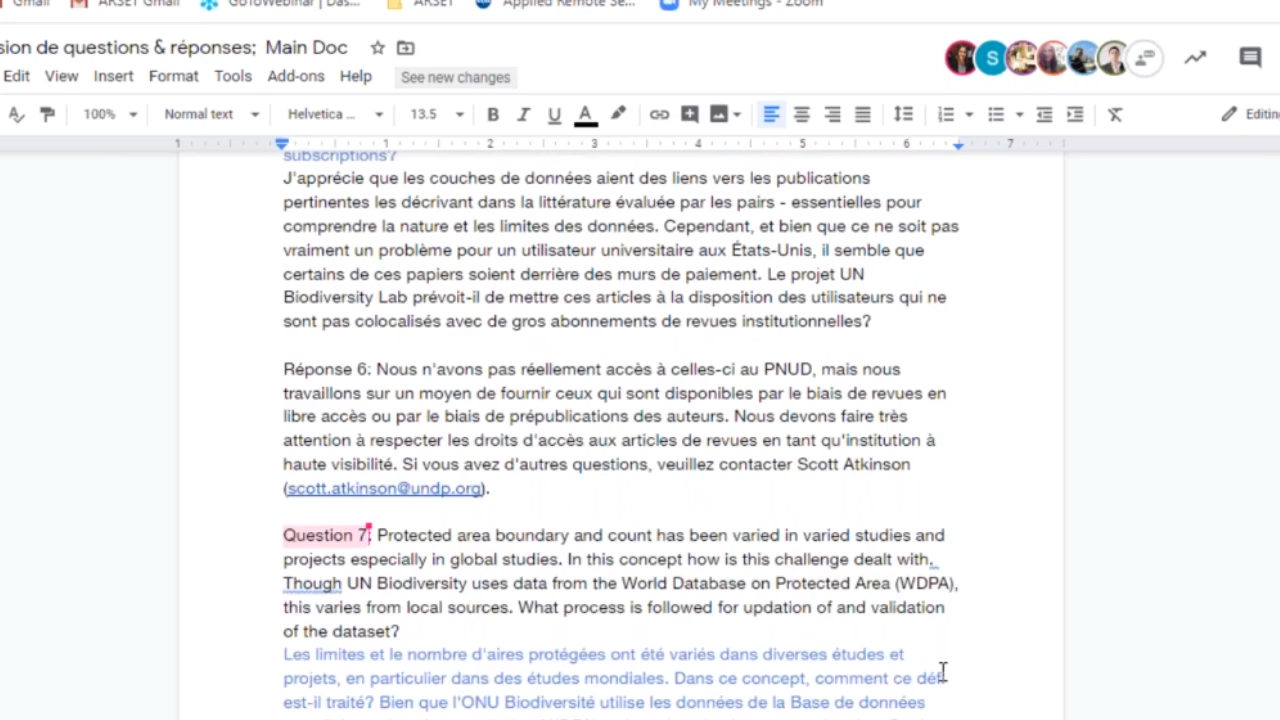 Gmail ARSET Gmail GoToWebinar | Das... ARSET Applied Remote Se... My Meetings - Zoom
sion de questions & réponses; Main Doc
S
Edit View Insert Format Tools Add-ons Help See new changes
100% Normal text Helvetica ... 13.5 B I U A Editing
1 1 2 3 4 5 6 7
subscriptions?
J'apprécie que les couches de données aient des liens vers les publications
pertinentes les décrivant dans la littérature évaluée par les pairs - essentielles pour
comprendre la nature et les limites des données. Cependant, et bien que ce ne soit pas
vraiment un problème pour un utilisateur universitaire aux États-Unis, il semble que
certains de ces papiers soient derrière des murs de paiement. Le projet UN
Biodiversity Lab prévoit-il de mettre ces articles à la disposition des utilisateurs qui ne
sont pas colocalisés avec de gros abonnements de revues institutionnelles?
Réponse 6: Nous n'avons pas réellement accès à celles-ci au PNUD, mais nous
travaillons sur un moyen de fournir ceux qui sont disponibles par le biais de revues en
libre accès ou par le biais de prépublications des auteurs. Nous devons faire très
attention à respecter les droits d'accès aux articles de revues en tant qu'institution à
haute visibilité. Si vous avez d'autres questions, veuillez contacter Scott Atkinson
(scott.atkinson@undp.org).
Question 7: Protected area boundary and count has been varied in varied studies and
projects especially in global studies. In this concept how is this challenge dealt with.
Though UN Biodiversity uses data from the World Database on Protected Area (WDPA),
this varies from local sources. What process is followed for updation of and validation
of the dataset?
Les limites et le nombre d'aires protégées ont été variés dans diverses études et
projets, en particulier dans des études mondiales. Dans ce concept, comment ce défi
est-il traité? Bien que l'ONU Biodiversité utilise les données de la Base de données